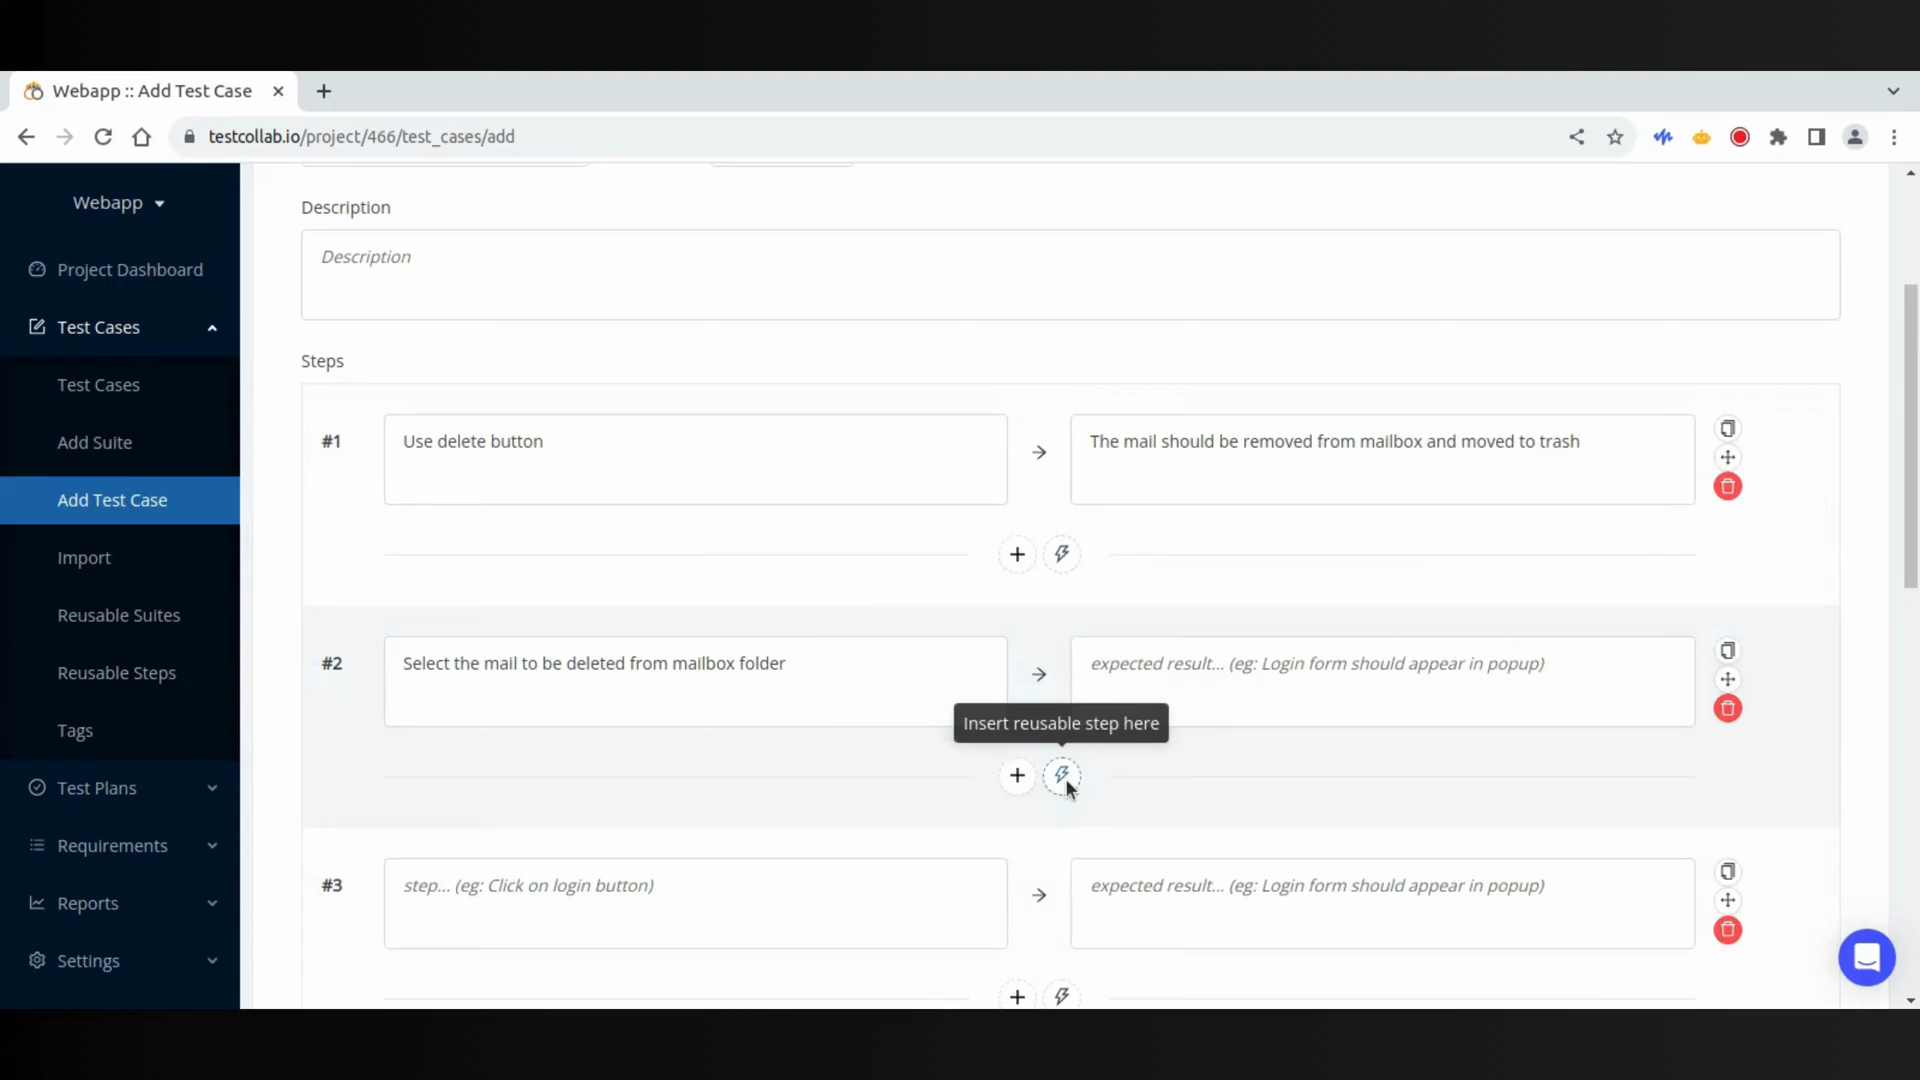 Webapp :: Add Test Case
testcollab.io/project/466/test_cases/add
Webapp
Project Dashboard
Test Cases
Test Cases
Add Suite
Add Test Case
Import
Reusable Suites
Reusable Steps
Tags
Test Plans
Requirements
Reports
Settings
Description
Description
Steps
#1
Use delete button
The mail should be removed from mailbox and moved to trash
#2
Select the mail to be deleted from mailbox folder
expected result... (eg: Login form should appear in popup)
Insert reusable step here
#3
step... (eg: Click on login button)
expected result... (eg: Login form should appear in popup)